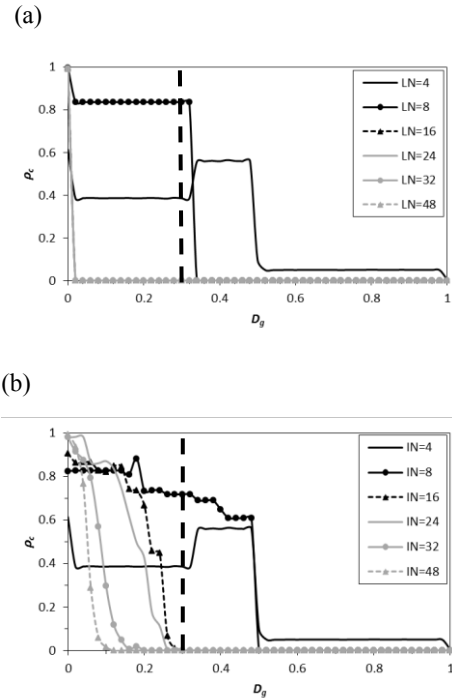 (a)
1
0.8
0.6
0.4
0.2
0
ρc
0 0.2 0.4 0.6 0.8 1
Dg
LN=4
LN=8
LN=16
LN=24
LN=32
LN=48
(b)
1
0.8
0.6
0.4
0.2
0
ρc
0 0.2 0.4 0.6 0.8 1
Dg
IN=4
IN=8
IN=16
IN=24
IN=32
IN=48